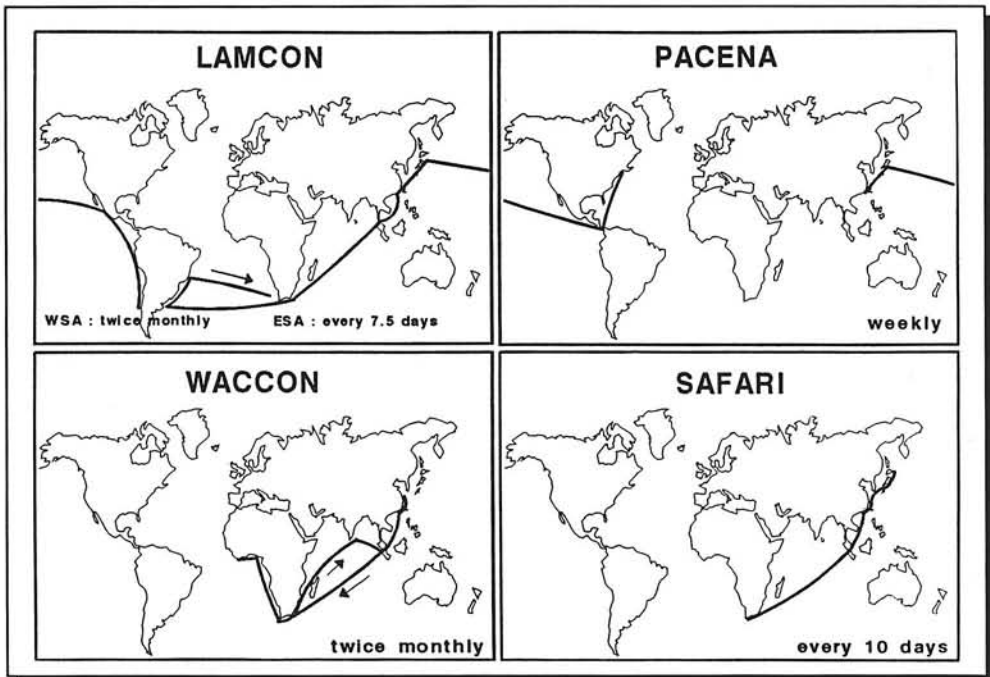 LAMCON
WSA : twice monthly ESA : every 7.5 days
PACENA
weekly
WACCON
twice monthly
SAFARI
every 10 days